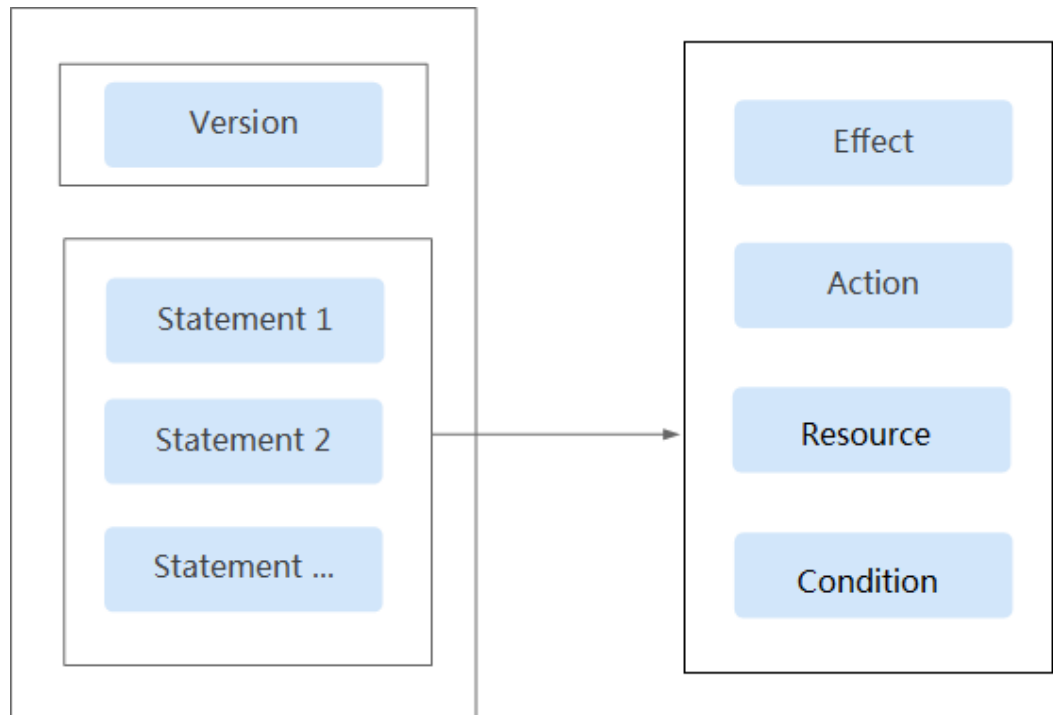 Version
Statement 1
Statement 2
Statement ...
Effect
Action
Resource
Condition